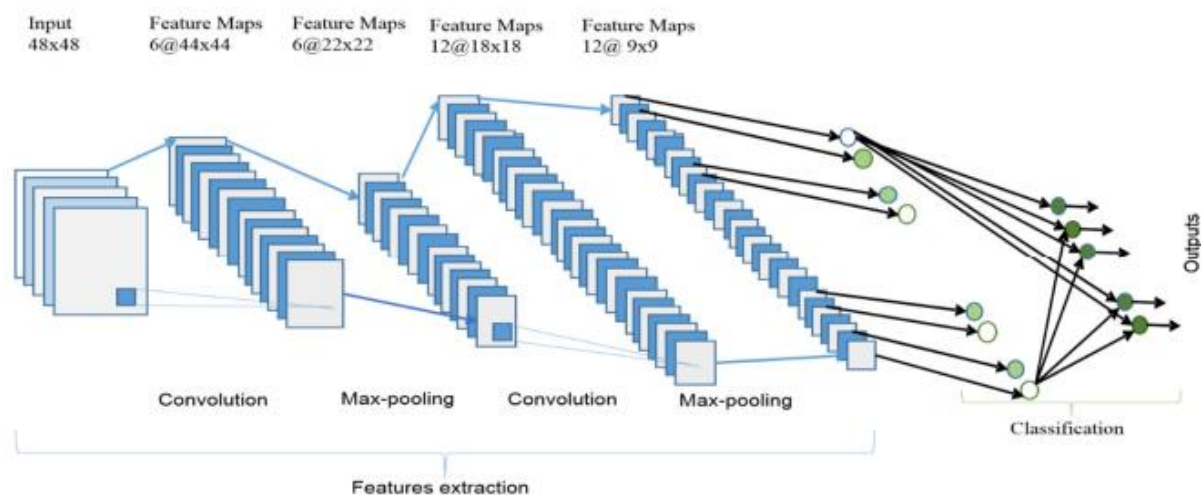 Input
48x48
Feature Maps
6@44x44
Feature Maps
6@22x22
Feature Maps
12@18x18
Feature Maps
12@ 9x9
Outputs
Convolution
Max-pooling
Convolution
Max-pooling
Classification
Features extraction